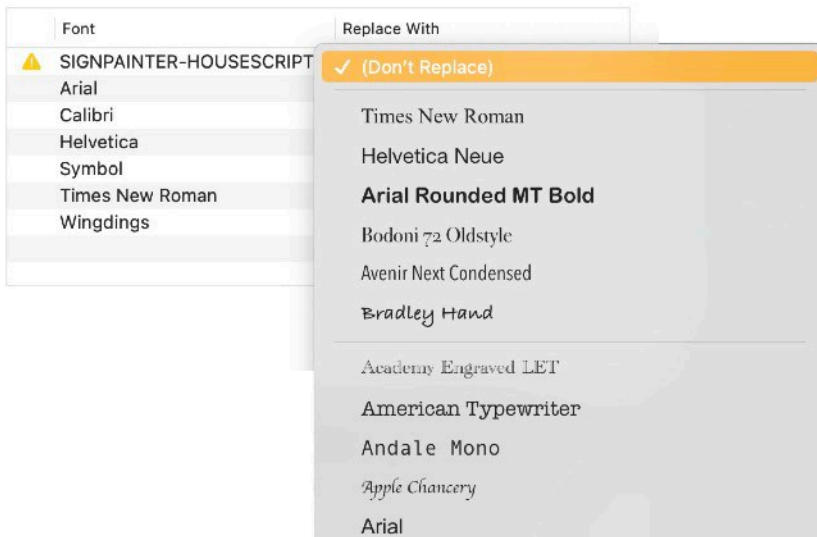 Font Replace With
SIGNPAINTER-HOUSESCRIPT
✓ (Don't Replace)
Arial
Calibri
Helvetica
Symbol
Times New Roman
Wingdings
Times New Roman
Helvetica Neue
Arial Rounded MT Bold
Bodoni 72 Oldstyle
Avenir Next Condensed
Bradley Hand
Academy Engraved LET
American Typewriter
Andale Mono
Apple Chancery
Arial